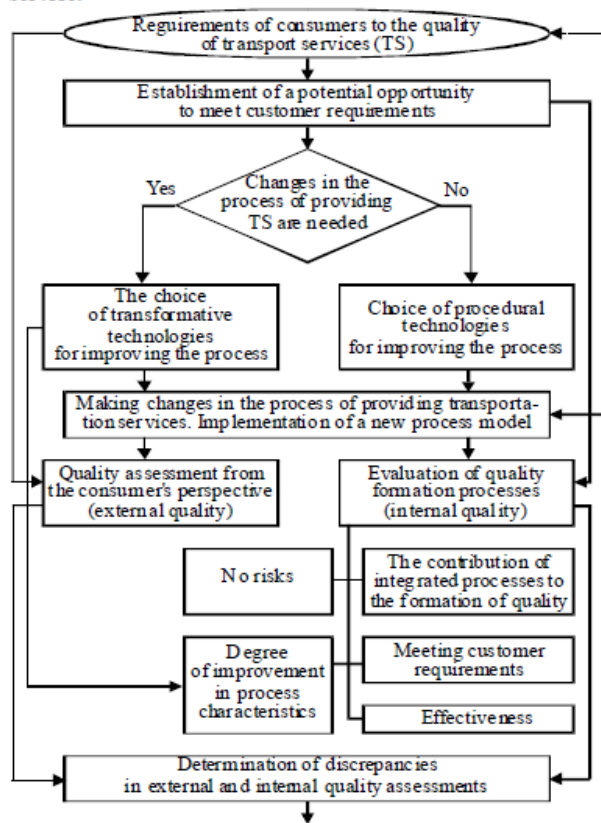 Reguirements of consumers to the quality
of transport services (TS)
Establishment of a potential opportunity
to meet customer requirements
Yes
Changes in the
process of providing
TS are needed
No
The choice
of transformative
technologies
for improving the process
Choice of procedural
technologies
for improving the process
Making changes in the process of providing transporta-
tion services. Implementation of a new process model
Quality assessment from
the consumer's perspective
(external quality)
Evaluation of quality
formation processes
(internal quality)
No risks
The contribution of
integrated processes to
the formation of quality
Degree
of improvement
in process
characteristics
Meeting customer
requirements
Effectiveness
Determination of discrepancies
in external and internal quality assessments